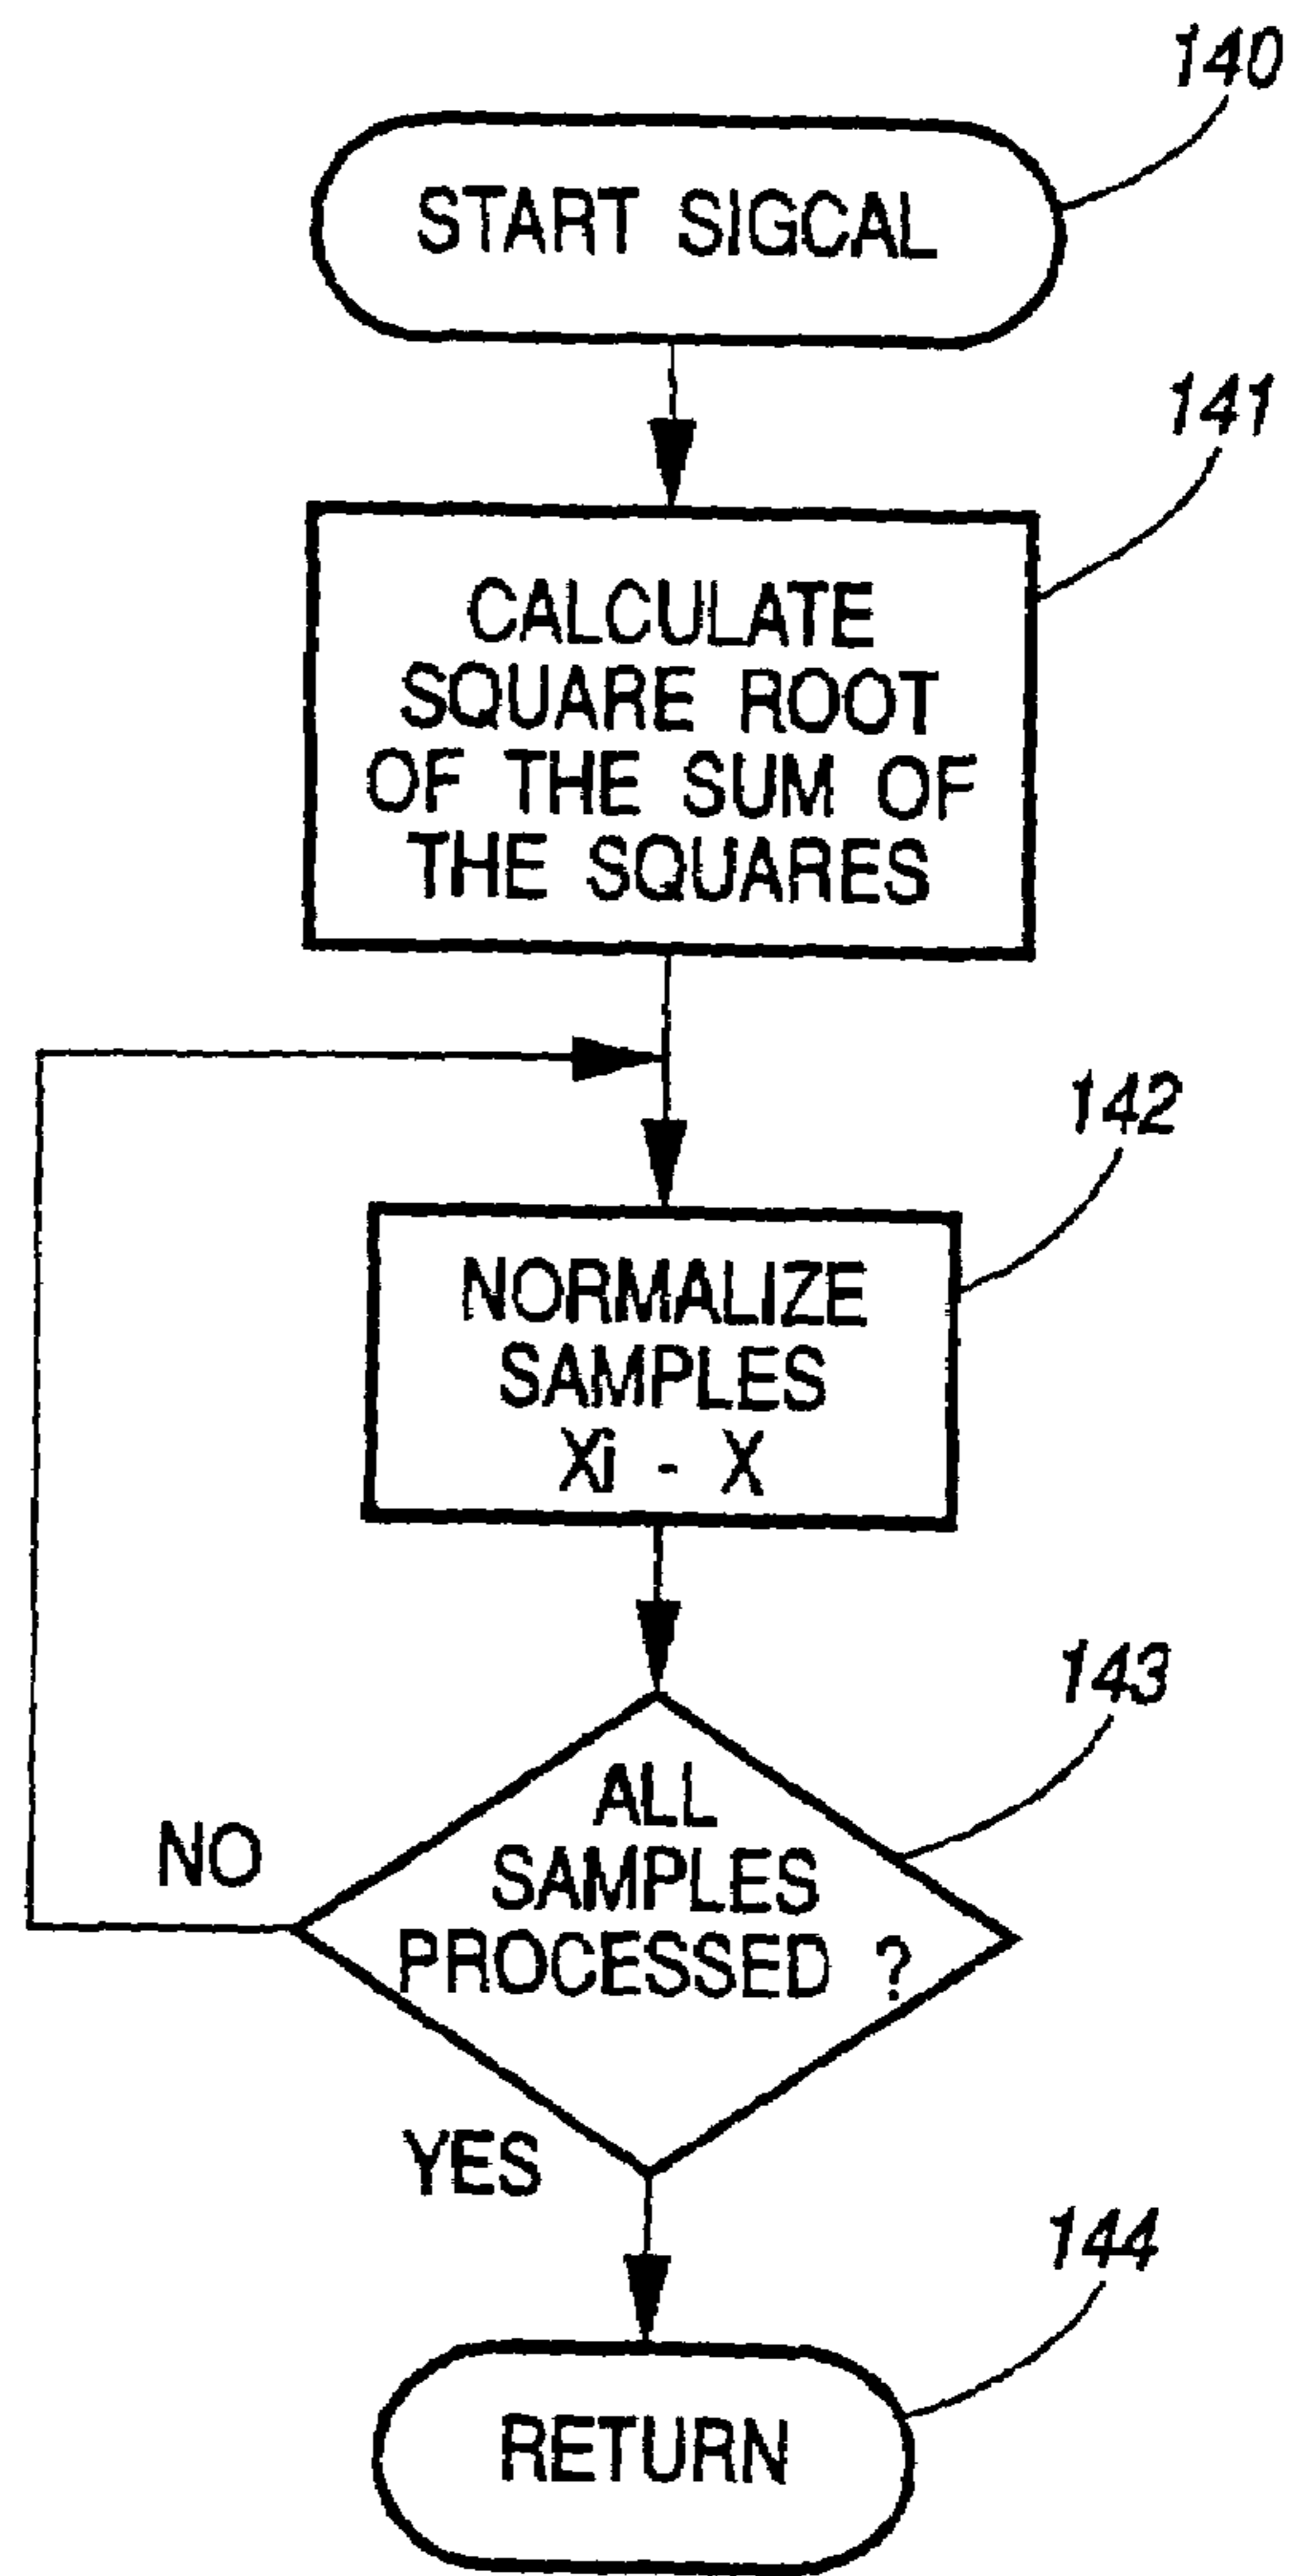 140
START SIGCAL
141
CALCULATE
SQUARE ROOT
OF THE SUM OF
THE SQUARES
142
NORMALIZE
SAMPLES
Xi - X
143
ALL
SAMPLES
PROCESSED ?
NO
YES
144
RETURN